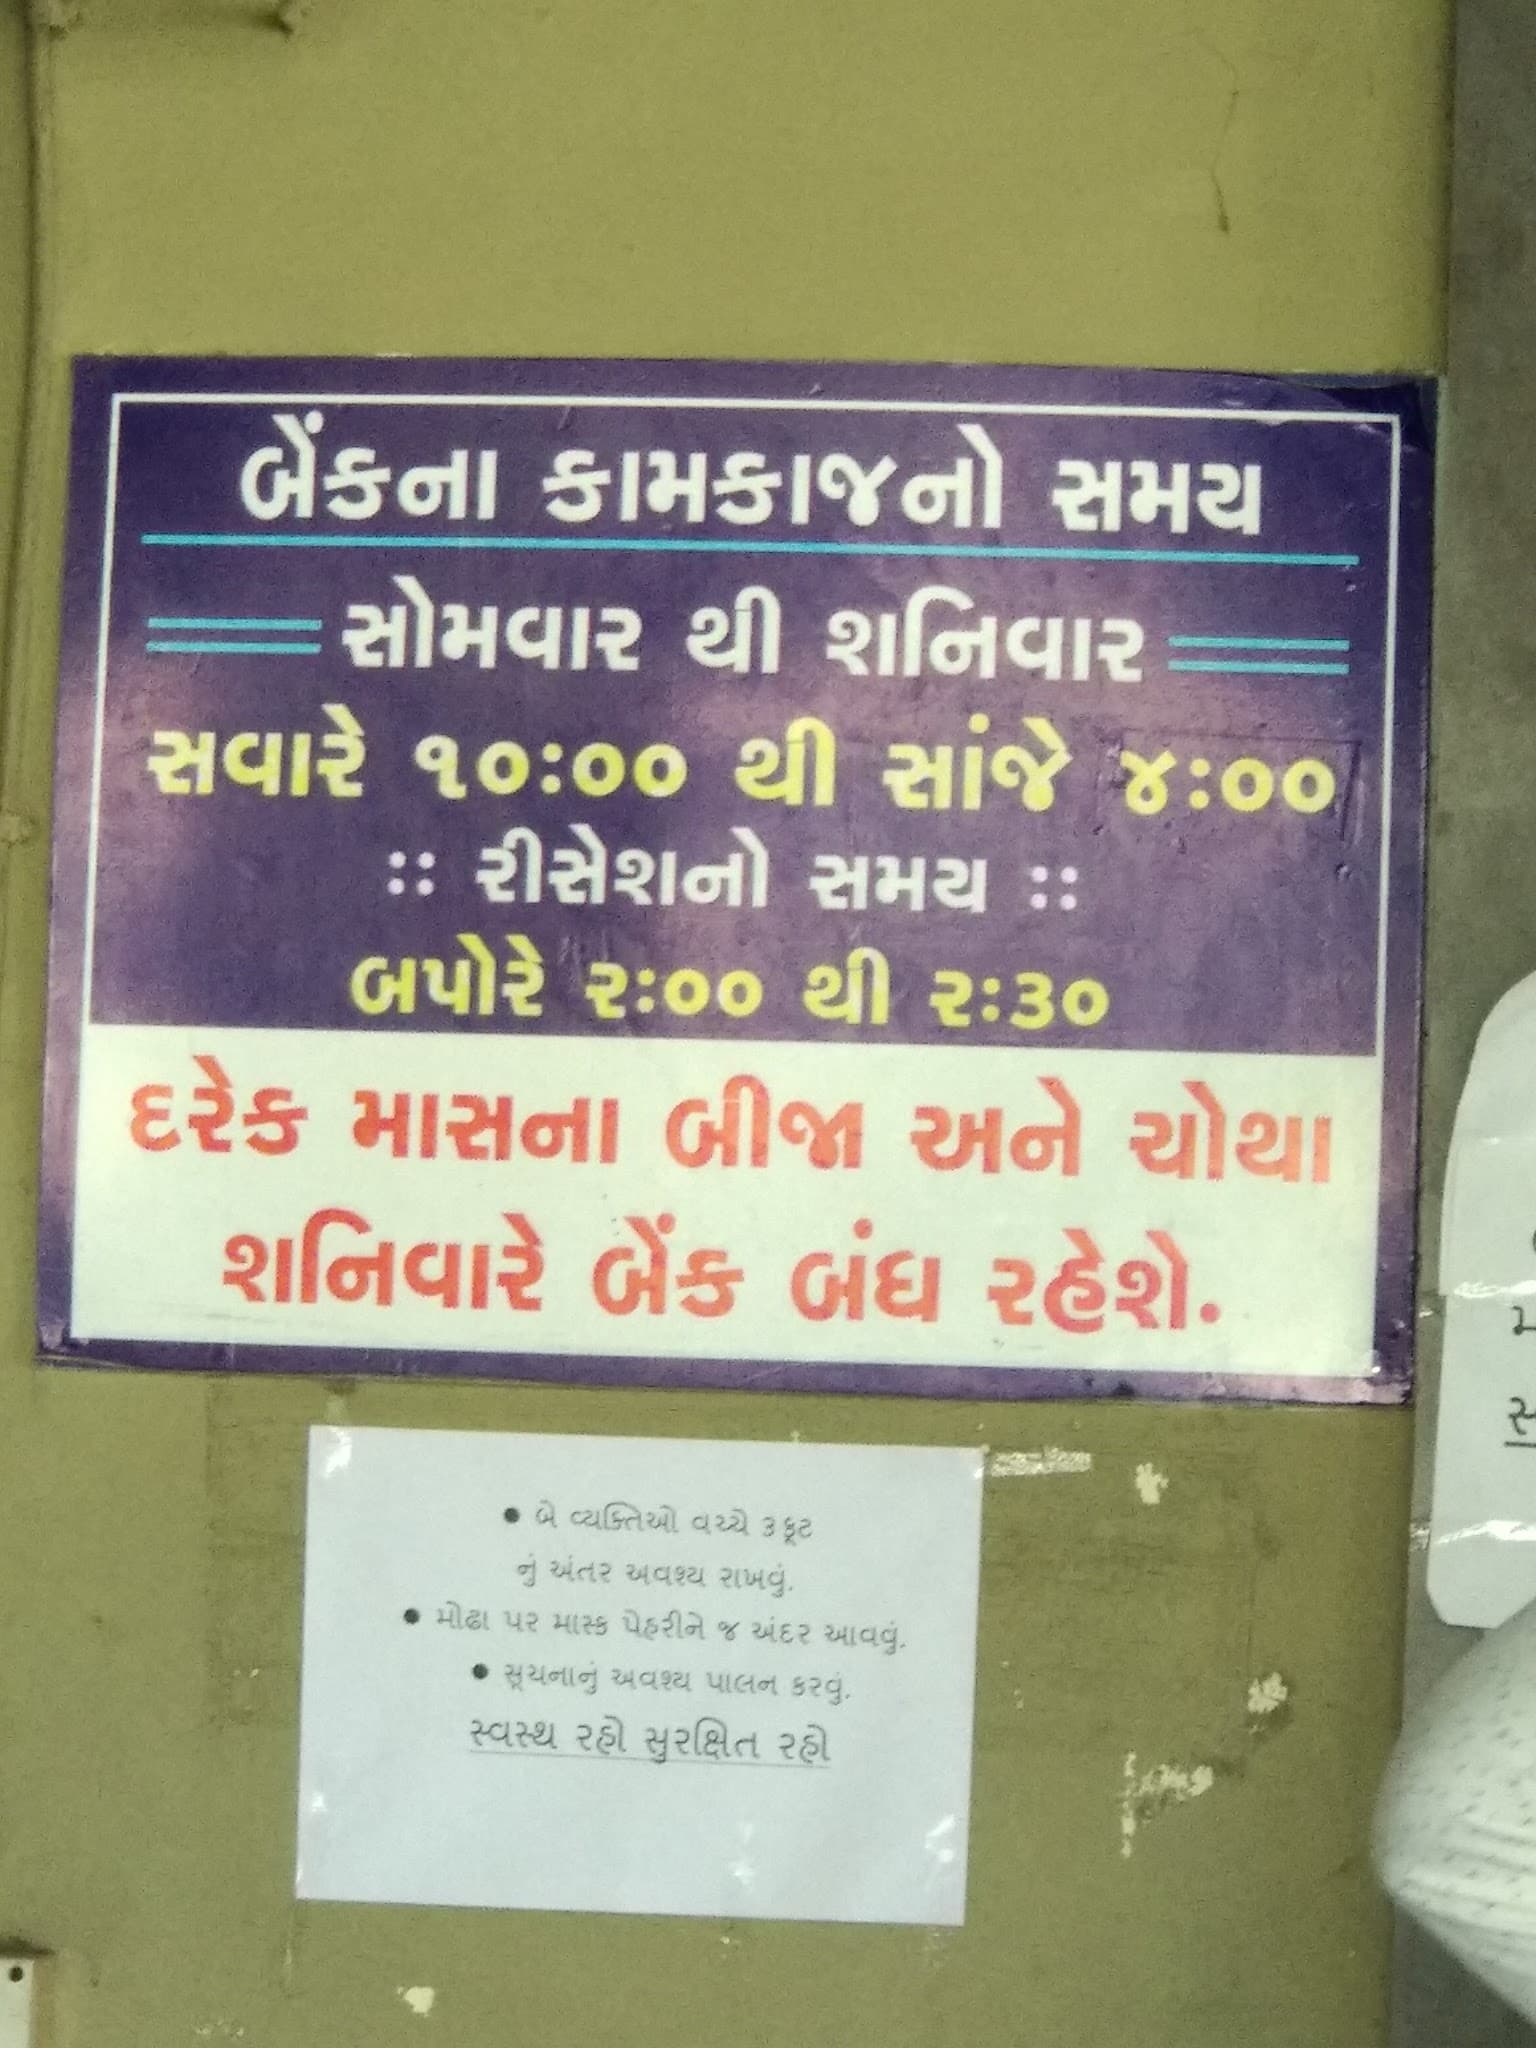 બેંકના કામકાજનો સમય
સોમવાર થી શનિવાર
સવારે ૧૦:૦૦ થી સાંજે ૪:૦૦
:: રીસેશનો સમય ::
બપોરે ૨:૦૦ થી ૨:૩૦
દરેક માસના બીજા અને ચોથા
શનિવારે બેંક બંધ રહેશે.
• બે વ્યક્તિઓ વચ્ચે ૩ ફૂટ
નું અંતર અવશ્ય રાખવું.
• મોઢા પર માસ્ક પેહરીને જ અંદર આવવું.
• સૂચનાનું અવશ્ય પાલન કરવું.
સ્વસ્થ રહો સુરક્ષિત રહો